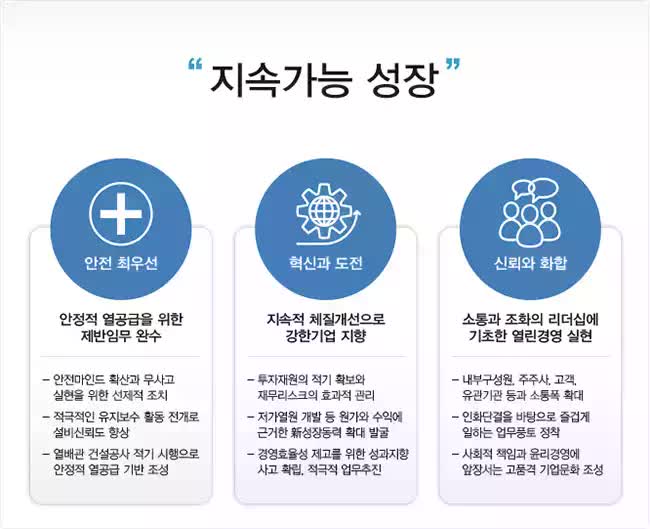 “ 지속가능 성장 ”
안전 최우선
안정적 열공급을 위한
제반임무 완수
– 안전마인드 확산과 무사고
실현을 위한 선제적 조치
– 적극적인 유지보수 활동 전개로
설비신뢰도 향상
– 열배관 건설공사 적기 시행으로
안정적 열공급 기반 조성
혁신과 도전
지속적 체질개선으로
강한기업 지향
– 투자재원의 적기 확보와
재무리스크의 효과적 관리
– 저가열원 개발 등 원가와 수익에
근거한 新성장동력 확대 발굴
– 경영효율성 제고를 위한 성과지향
사고 확립, 적극적 업무추진
신뢰와 화합
소통과 조화의 리더십에
기초한 열린경영 실현
– 내부구성원, 주주사, 고객,
유관기관 등과 소통폭 확대
– 인화단결을 바탕으로 즐겁게
일하는 업무풍토 정착
– 사회적 책임과 윤리경영에
앞장서는 고품격 기업문화 조성